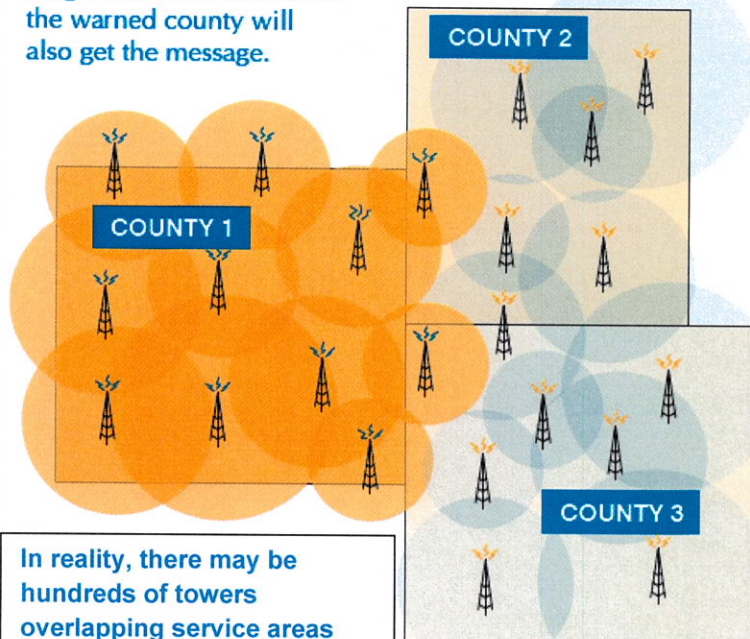 the warned county will
also get the message.
COUNTY 2
COUNTY 1
COUNTY 3
In reality, there may be
hundreds of towers
overlapping service areas